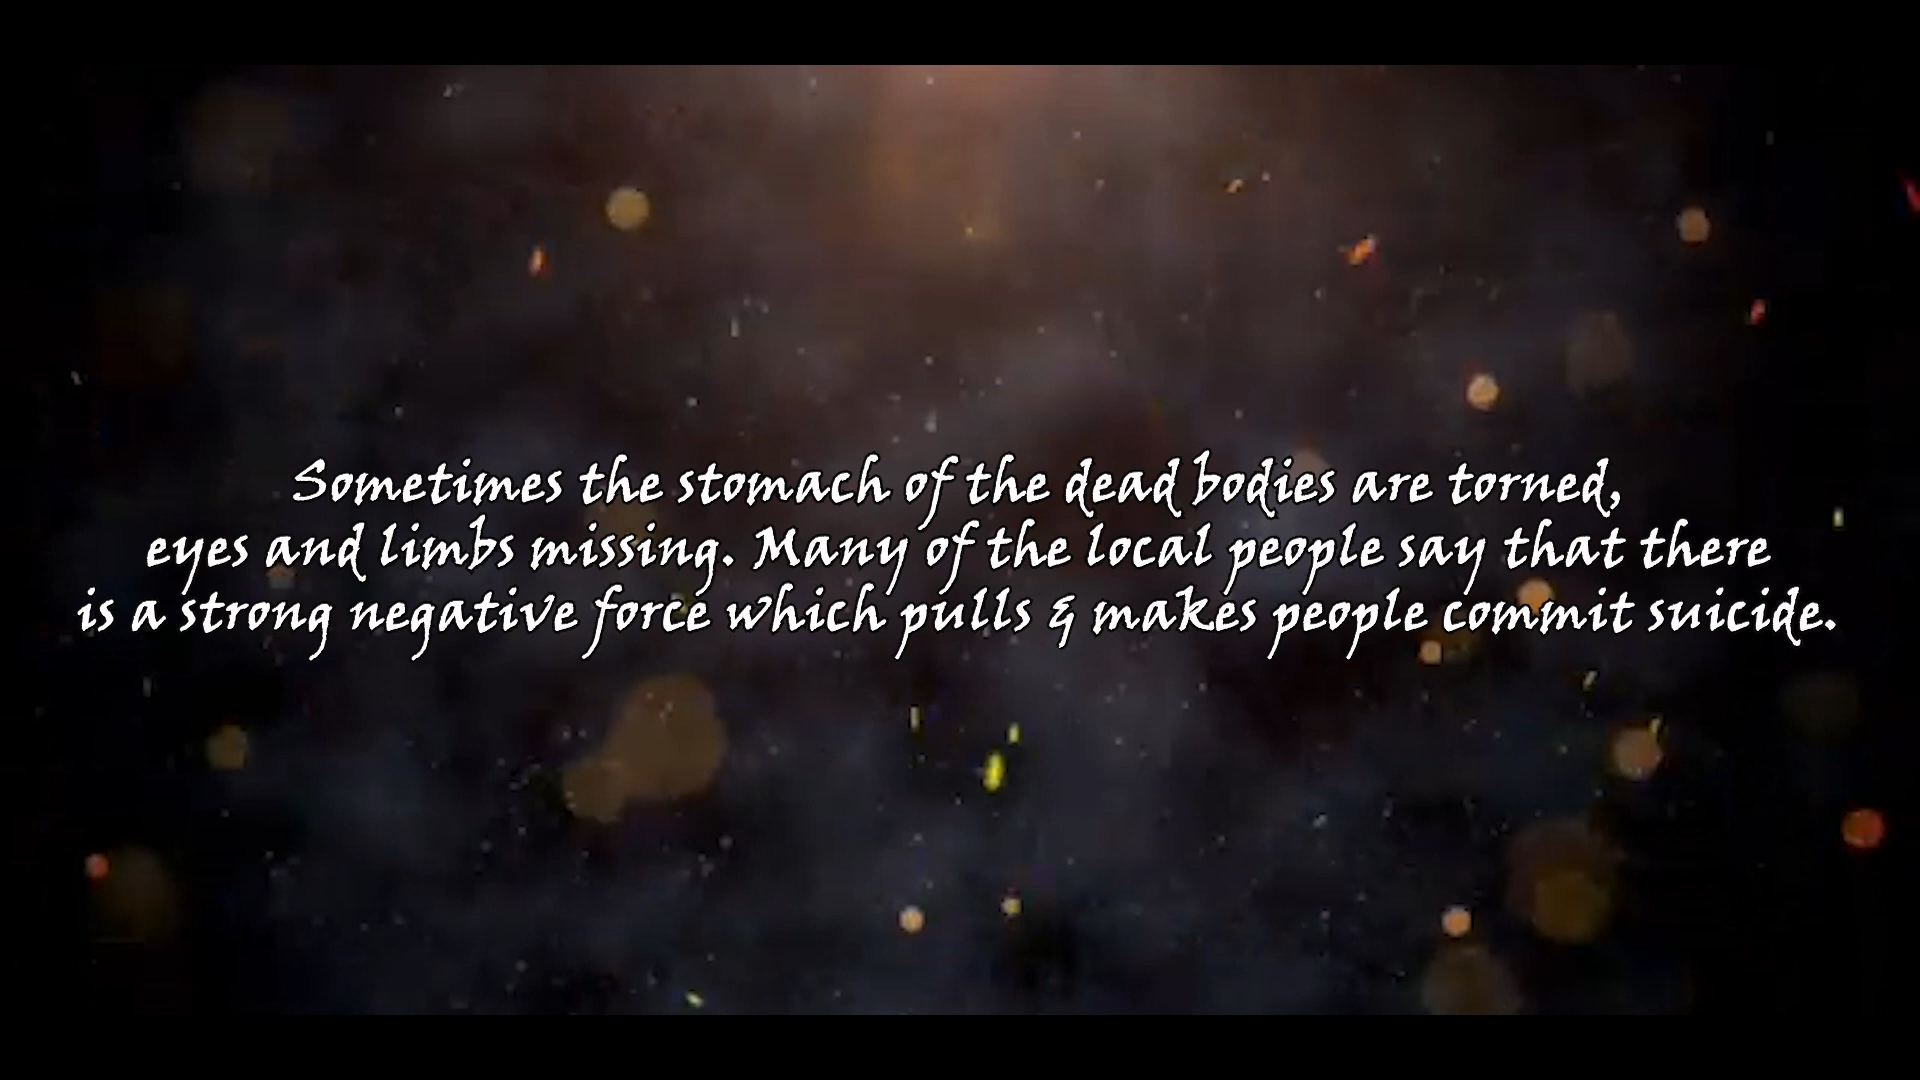 Sometimes the stomach of the dead bodies are torned,
eyes and limbs missing. Many of the local people say that there
is a strong negative force which pulls & makes people commit suicide.